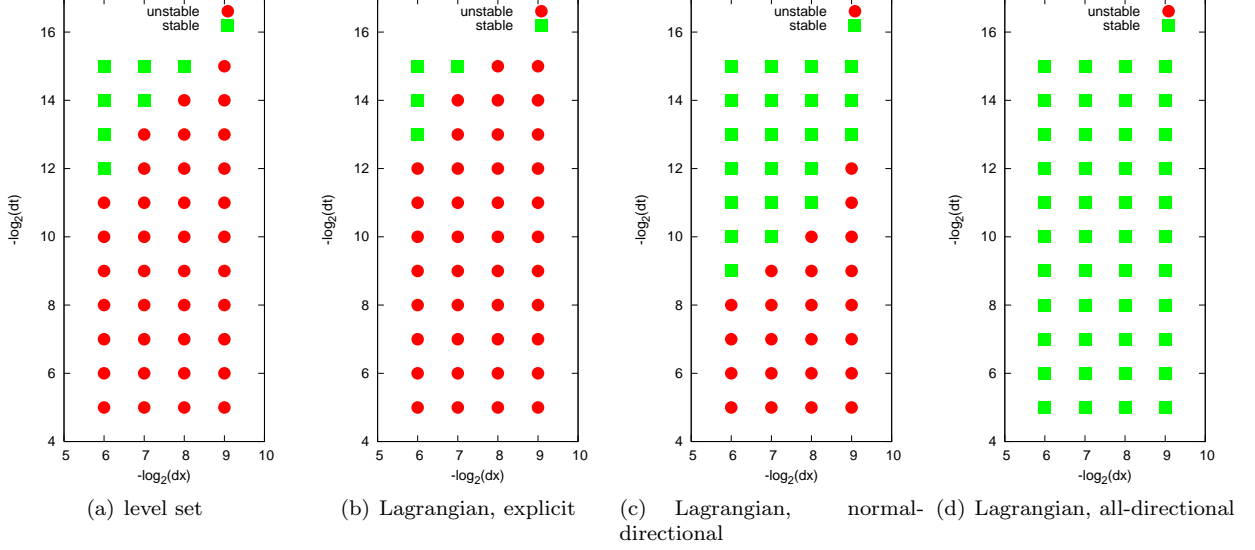 unstable
stable
16
14
12
10
8
6
4
-log2(dt)
5 6 7 8 9 10
-log2(dx)
(a) level set
unstable
stable
16
14
12
10
8
6
4
-log2(dt)
5 6 7 8 9 10
-log2(dx)
(b) Lagrangian, explicit
unstable
stable
16
14
12
10
8
6
4
-log2(dt)
5 6 7 8 9 10
-log2(dx)
(c) Lagrangian, normal-
directional
unstable
stable
16
14
12
10
8
6
4
-log2(dt)
5 6 7 8 9 10
-log2(dx)
(d) Lagrangian, all-directional